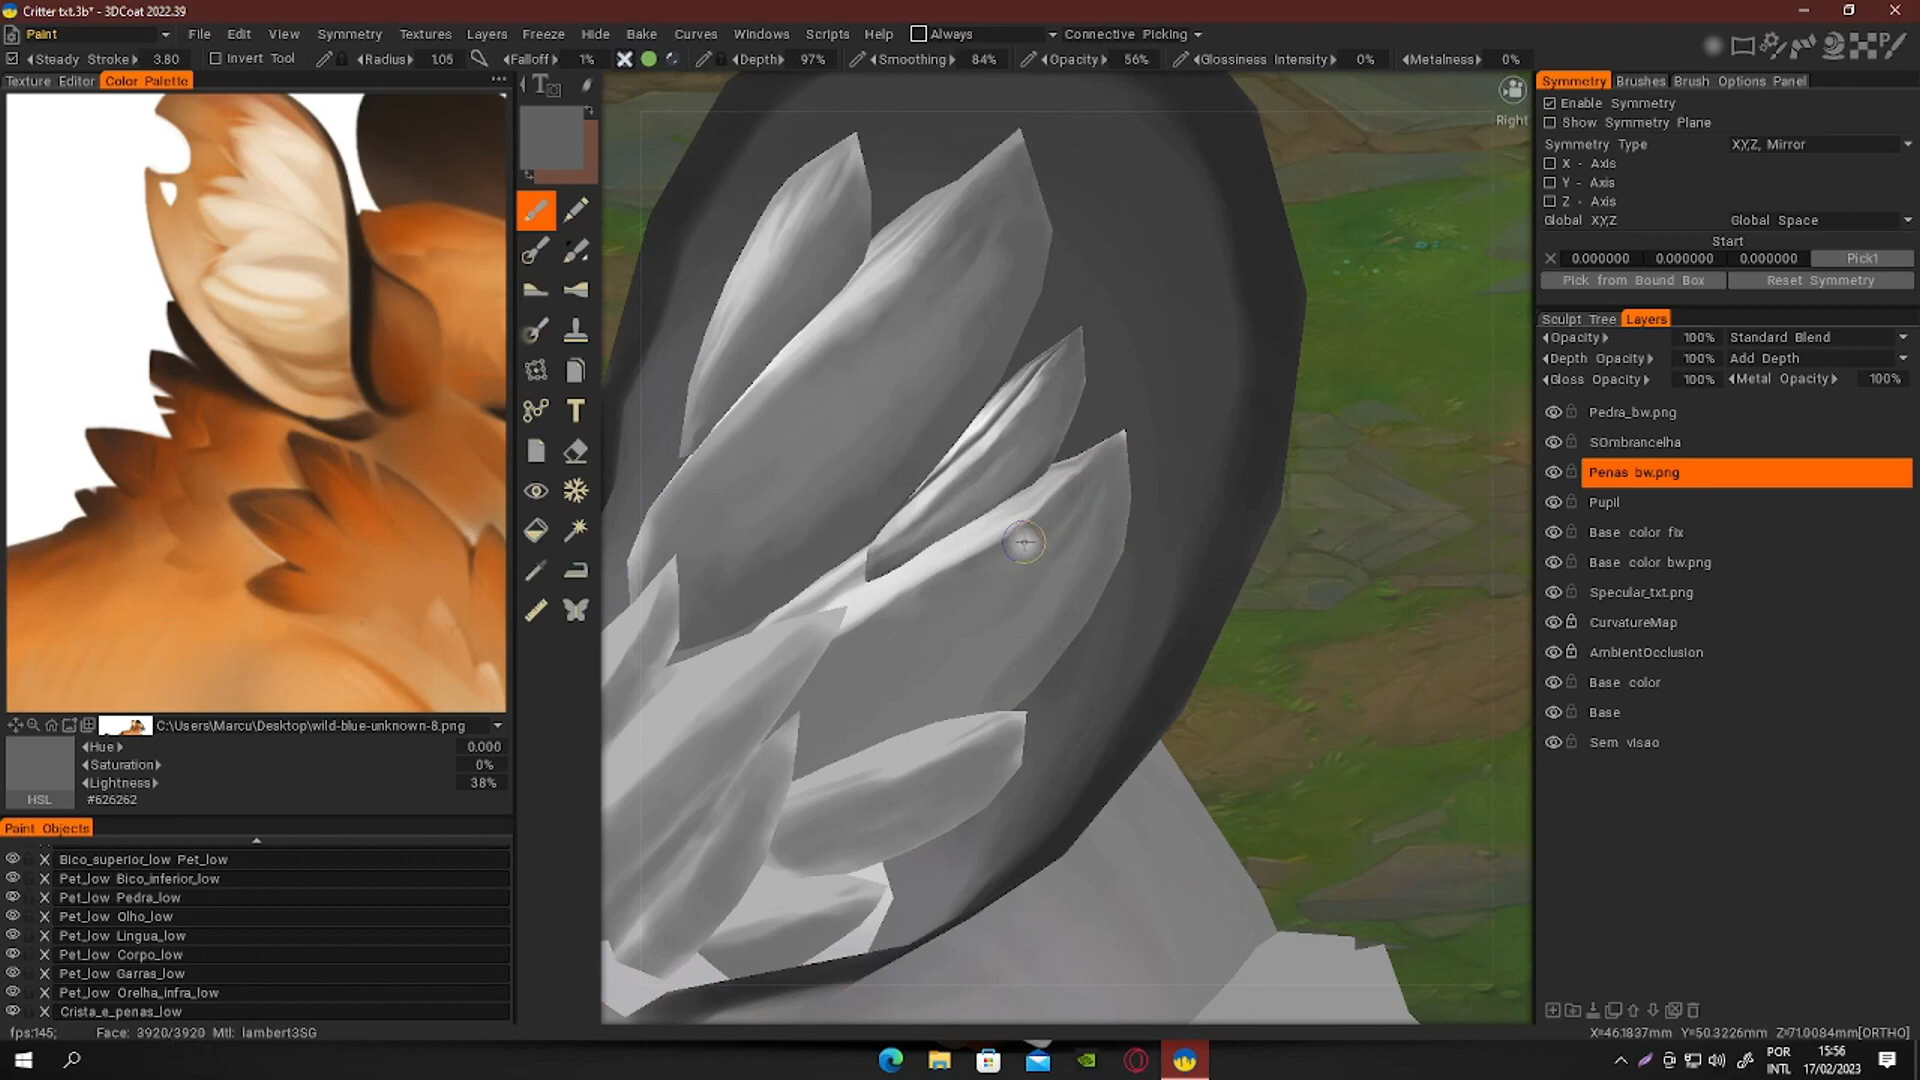 Critter txt.3b* - 3DCoat 2022.39
Paint File Edit View Symmetry Textures Layers Freeze Hide Bake Curves Windows Scripts Help Always Connective Picking
Steady Stroke 3.80 Invert Tool Radius 105 Falloff 1% Depth 97% Smoothing 84% Opacity 56% Glossiness Intensity 0% Metalness 0%
Texture Editor Color Palette
Right
C:\Users\Marcu\Desktop\wild-blue-unknown-8.png
Hue 0.000
Saturation 0%
Lightness 38%
HSL #626262
Paint Objects
Bico_superior_low Pet_low
Pet_low Bico_inferior_low
Pet_low Pedra_low
Pet_low Olho_low
Pet_low Lingua_low
Pet_low Corpo_low
Pet_low Garras_low
Pet_low Orelha_infra_low
Crista_e_penas_low
fps:145; Face: 3920/3920 Mtl: lambert3SG
Symmetry Brushes Brush Options Panel
Enable Symmetry
Show Symmetry Plane
Symmetry Type XYZ, Mirror
X - Axis
Y - Axis
Z - Axis
Global XYZ Global Space
Start
0.000000 0.000000 0.000000 Pick1
Pick from Bound Box Reset Symmetry
Sculpt Tree Layers
Opacity 100% Standard Blend
Depth Opacity 100% Add Depth
Gloss Opacity 100% Metal Opacity 100%
Pedra_bw.png
SOmbrancelha
Penas bw.png
Pupil
Base color fix
Base color bw.png
Specular_txt.png
CurvatureMap
AmbientOcclusion
Base color
Base
Sem visao
X=46.1837mm Y=50.3226mm Z=71.0084mm[ORTHO]
POR
INTL
15:56
17/02/2023